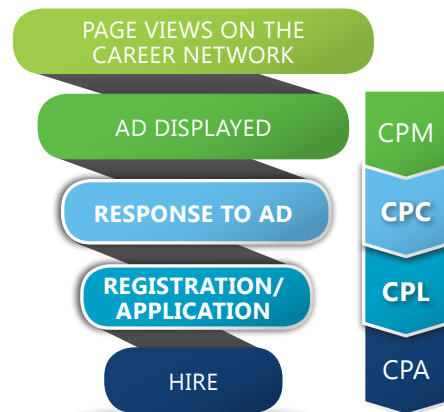 PAGE VIEWS ON THE
CAREER NETWORK
AD DISPLAYED
CPM
RESPONSE TO AD
CPC
REGISTRATION/
APPLICATION
CPL
HIRE
CPA